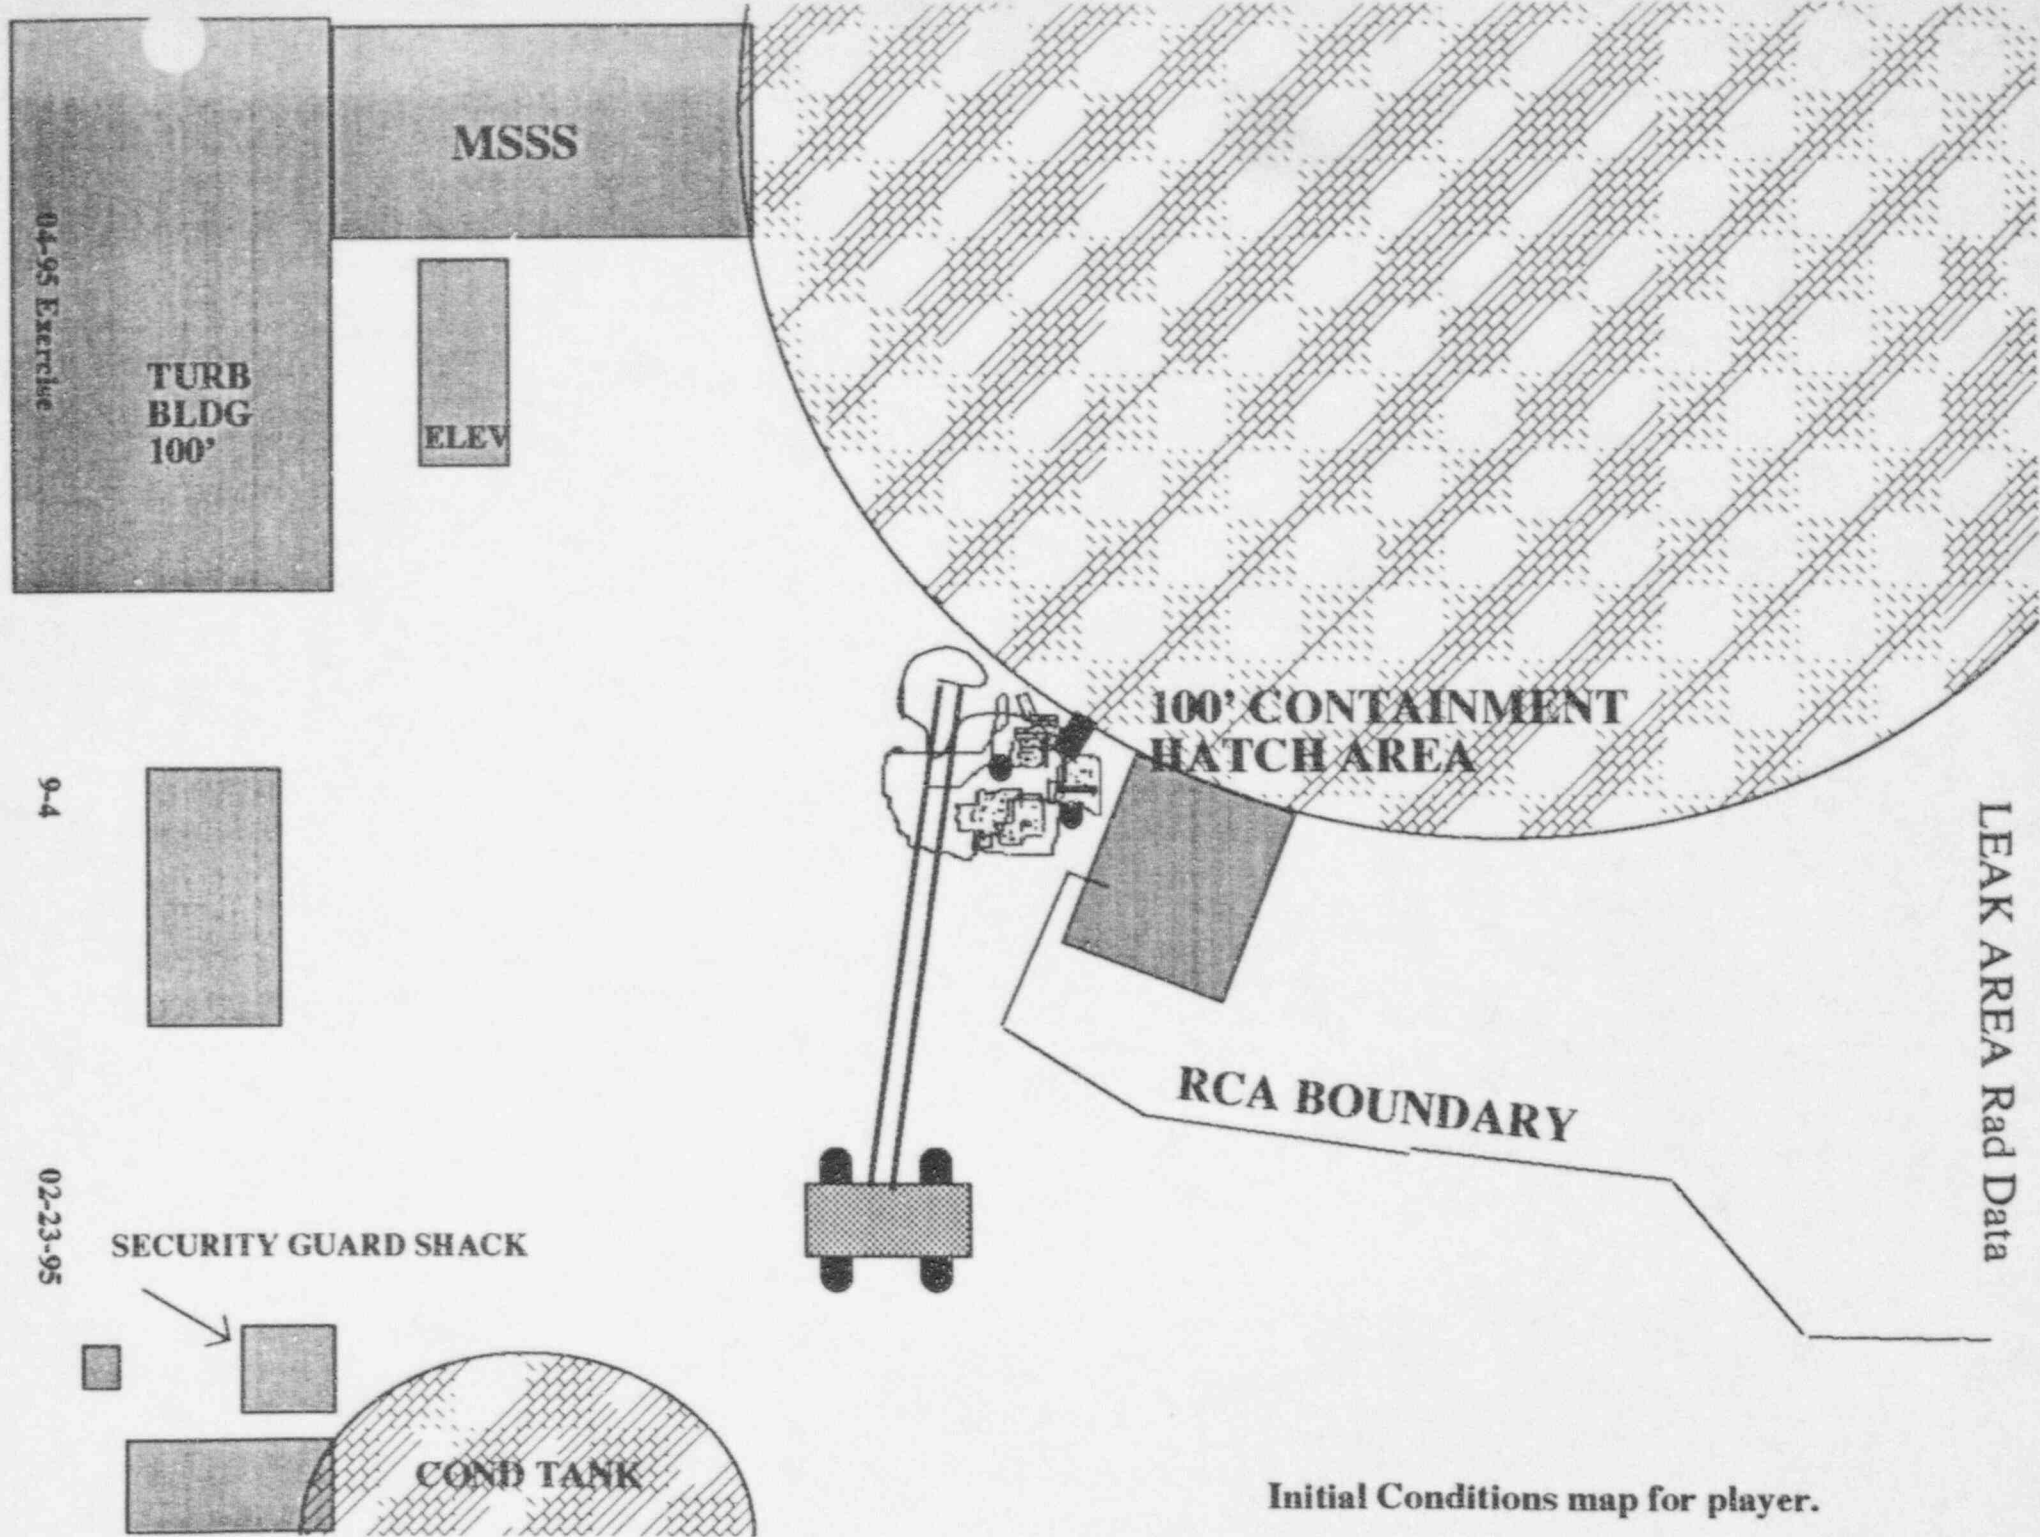 MSSS
TURB
BLDG
100'
ELEV
100' CONTAINMENT
HATCH AREA
RCA BOUNDARY
SECURITY GUARD SHACK
COND TANK
Initial Conditions map for player.
LEAK AREA Rad Data
04-95 Exercise
9-4
02-23-95